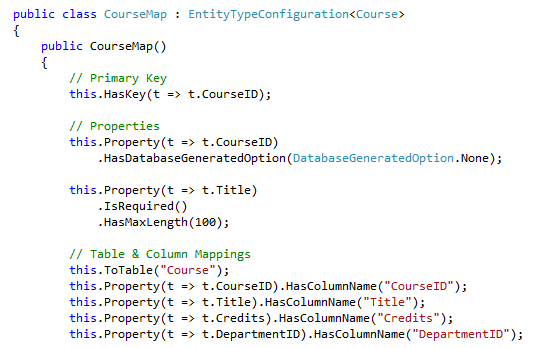 public class CourseMap : EntityTypeConfiguration<Course>
{
    public CourseMap()
    {
        // Primary Key
        this.HasKey(t => t.CourseID);

        // Properties
        this.Property(t => t.CourseID)
            .HasDatabaseGeneratedOption(DatabaseGeneratedOption.None);

        this.Property(t => t.Title)
            .IsRequired()
            .HasMaxLength(100);

        // Table & Column Mappings
        this.ToTable("Course");
        this.Property(t => t.CourseID).HasColumnName("CourseID");
        this.Property(t => t.Title).HasColumnName("Title");
        this.Property(t => t.Credits).HasColumnName("Credits");
        this.Property(t => t.DepartmentID).HasColumnName("DepartmentID");